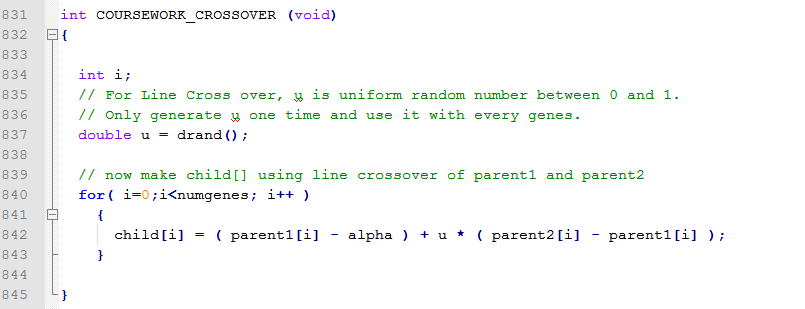 831 int COURSEWORK_CROSSOVER (void)
832 {
833
834 int i;
835 // For Line Cross over, u is uniform random number between 0 and 1.
836 // Only generate u one time and use it with every genes.
837 double u = drand();
838
839 // now make child[] using line crossover of parent1 and parent2
840 for( i=0;i<numgenes; i++ )
841 {
842 child[i] = ( parent1[i] - alpha ) + u * ( parent2[i] - parent1[i] );
843 }
844
845 }